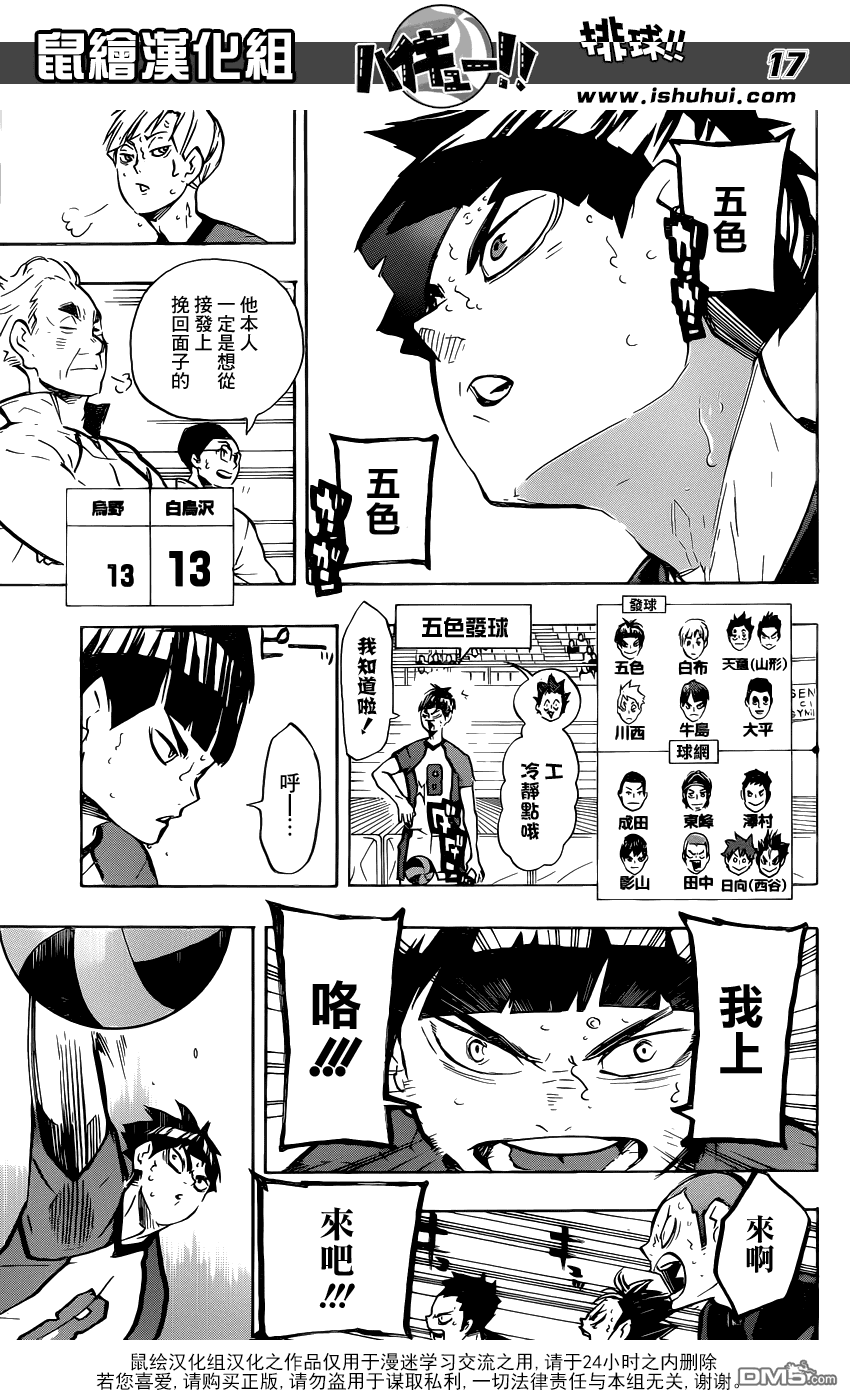 鼠繪漢化組
ハイキュー!!
排球!!
17
www.ishuhui.com
五色
五色
他本人
一定是想從
接發上
挽回面子的
烏野
白鳥沢
13
13
發球
五色
白布
天童(山形)
川西
牛島
大平
球網
成田
東峰
澤村
影山
田中
日向(西谷)
五色發球
工
冷靜點哦
我知道啦!
8
呼—…
我上
咯!!!
來啊
來吧!!!
鼠绘汉化组汉化之作品仅用于漫迷学习交流之用, 请于24小时之内删除
若您喜爱, 请购买正版, 请勿盗用于谋取私利, 一切法律责任与本组无关, 谢谢。
DM5.com